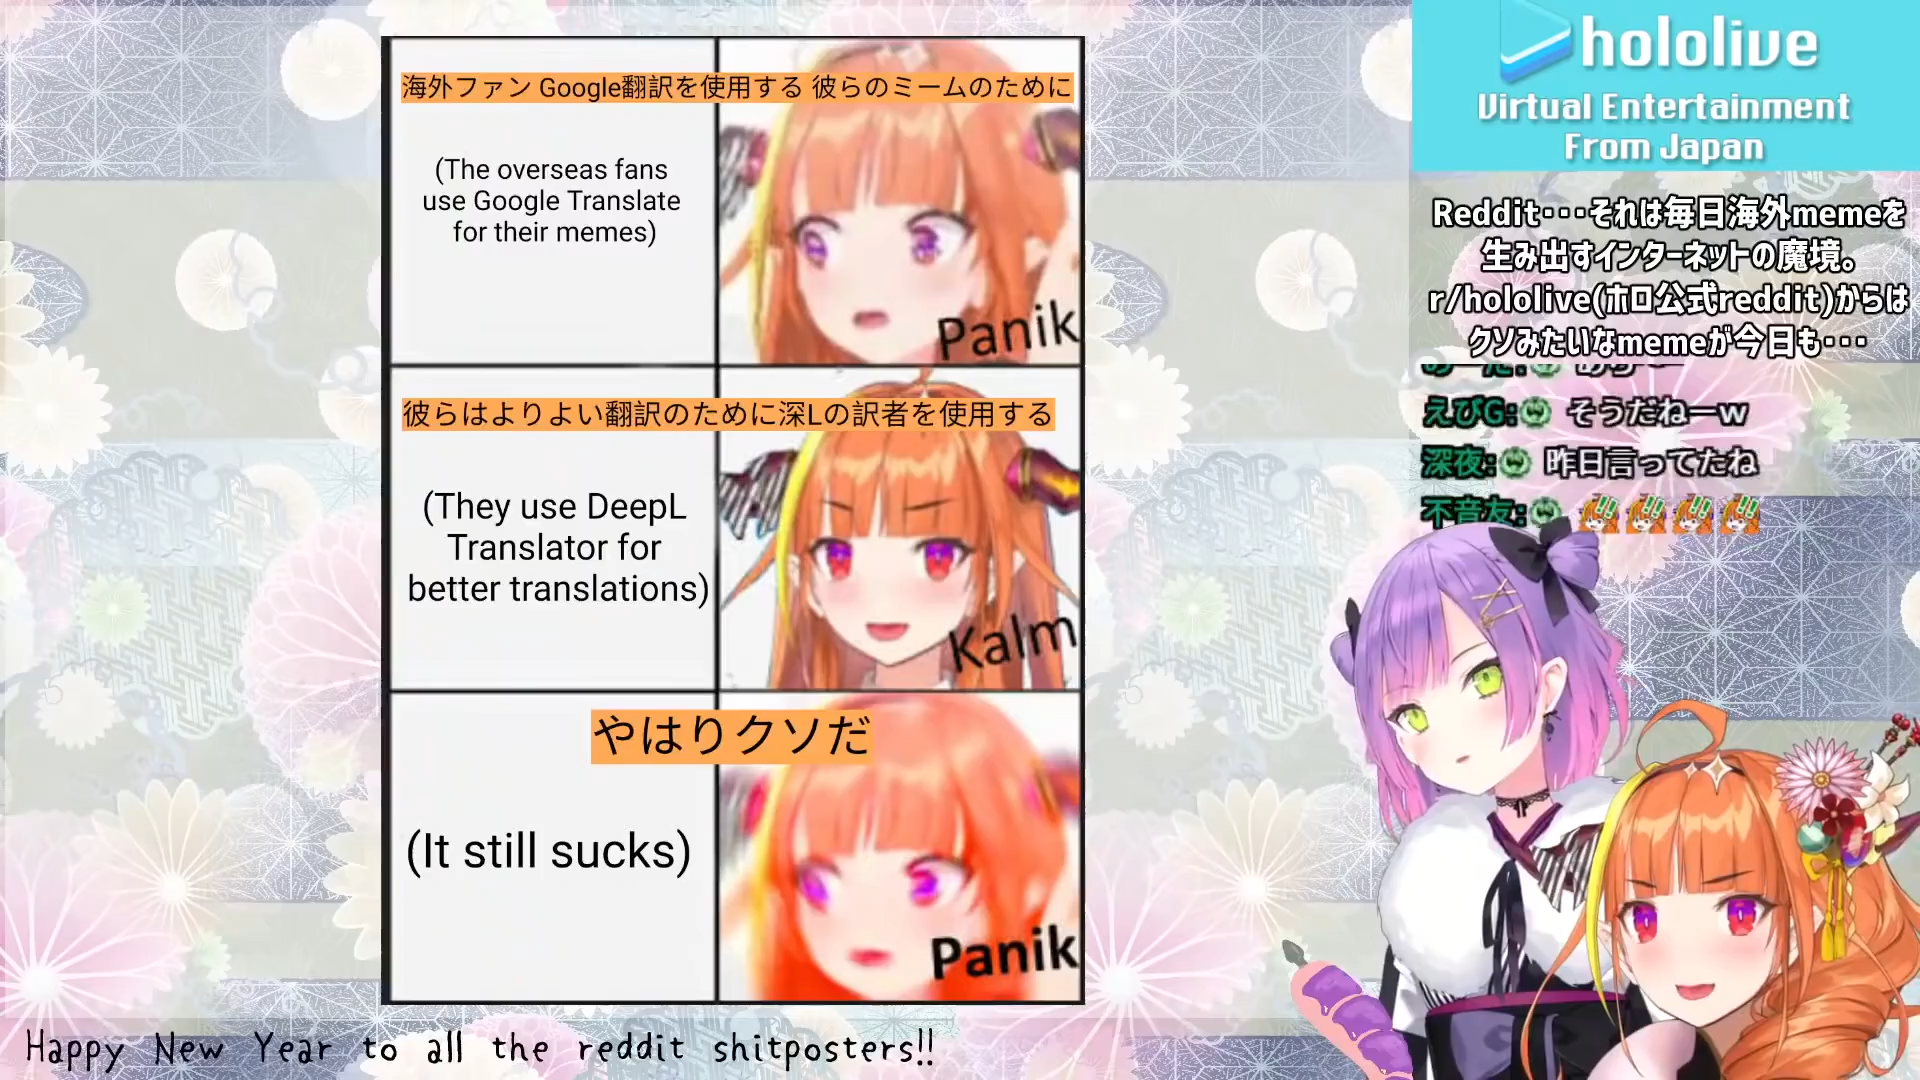 海外ファン Google翻訳を使用する 彼らのミームのために
(The overseas fans
use Google Translate
for their memes)
Panik
彼らはよりよい翻訳のために深Lの訳者を使用する
(They use DeepL
Translator for
better translations)
Kalm
やはりクソだ
(It still sucks)
Panik
hololive
Virtual Entertainment
From Japan
Reddit・・・それは毎日海外memeを
生み出すインターネットの魔境。
r/hololive(ホロ公式reddit)からは
クソみたいなmemeが今日も・・・
えびG: そうだねーw
深夜: 昨日言ってたね
不音友:
Happy New Year to all the reddit shitposters!!